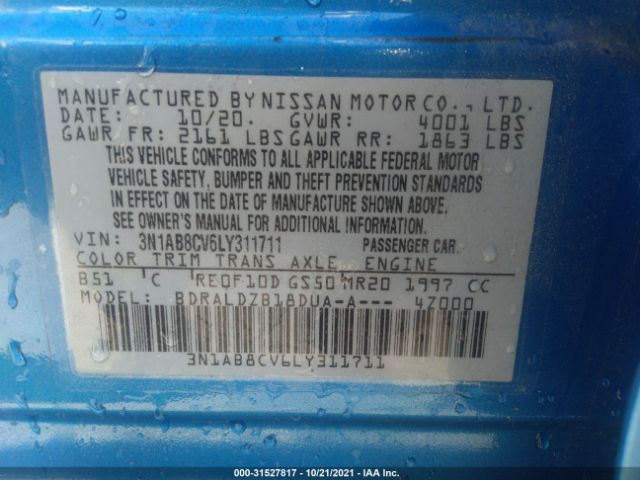 MANUFACTURED BY NISSAN MOTOR CO., LTD.
DATE: 10/20. GVWR: 4001 LBS
GAWR FR: 2161 LBS GAWR RR: 1863 LBS
THIS VEHICLE CONFORMS TO ALL APPLICABLE FEDERAL MOTOR
VEHICLE SAFETY, BUMPER AND THEFT PREVENTION STANDARDS
IN EFFECT ON THE DATE OF MANUFACTURE SHOWN ABOVE.
SEE OWNER'S MANUAL FOR ADDITIONAL INFORMATION.
VIN: 3N1AB8CV6LY311711 PASSENGER CAR.
COLOR TRIM TRANS AXLE ENGINE
B51 C RE0F10D GS50 MR20 1997 CC
MODEL: BDRALDZB18DUA-A--- 4Z000
3N1AB8CV6LY311711
000-31527817 - 10/21/2021 - IAA Inc.